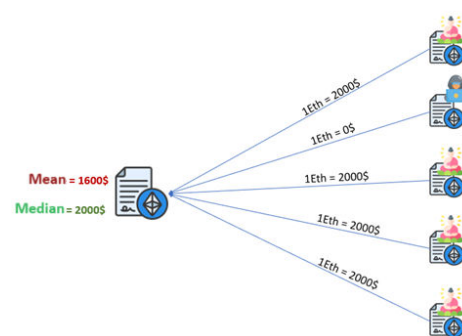 1Eth = 2000$
1Eth = 0$
1Eth = 2000$
1Eth = 2000$
1Eth = 2000$
Mean = 1600$
Median = 2000$